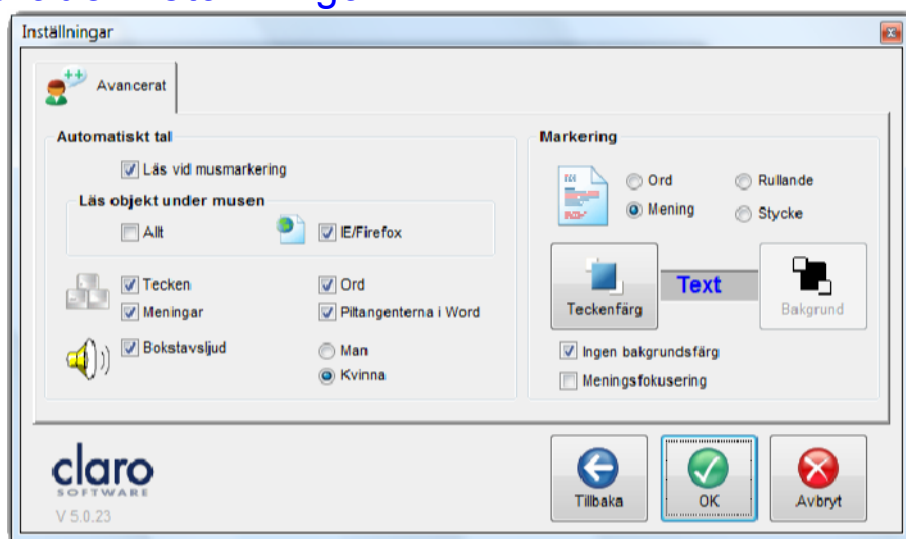 Inställningar
Avancerat
Automatiskt tal
Läs vid musmarkering
Läs objekt under musen
Allt
IE/Firefox
Tecken
Ord
Meningar
Piltangenterna i Word
Bokstavsljud
Man
Kvinna
Markering
Ord
Rullande
Mening
Stycke
Teckenfärg
Text
Bakgrund
Ingen bakgrundsfärg
Meningsfokusering
claro
SOFTWARE
V 5.0.23
Tillbaka
OK
Avbryt